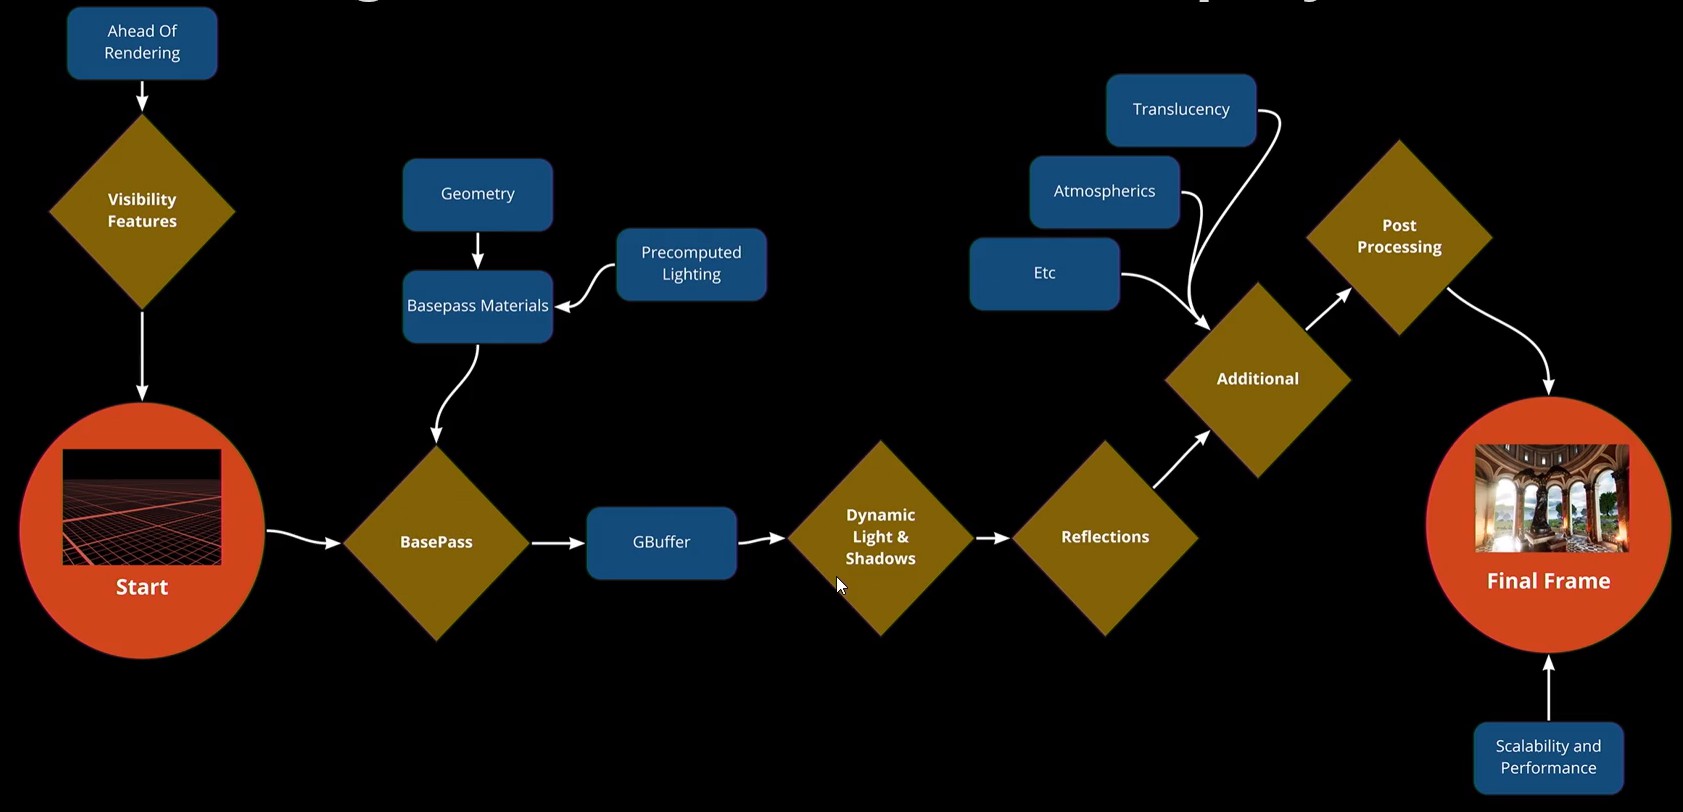 Ahead Of
Rendering
Visibility
Features
Start
Geometry
Basepass Materials
Precomputed
Lighting
BasePass
GBuffer
Dynamic
Light &
Shadows
Reflections
Translucency
Atmospherics
Etc
Additional
Post
Processing
Final Frame
Scalability and
Performance